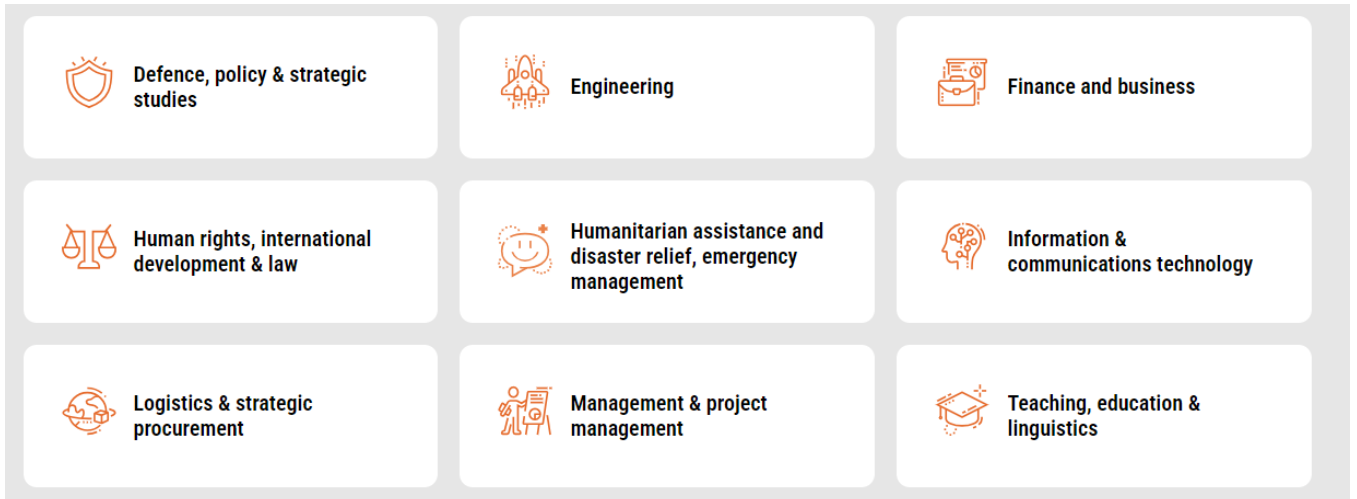 Defence, policy & strategic
studies
Engineering
Finance and business
Human rights, international
development & law
Humanitarian assistance and
disaster relief, emergency
management
Information &
communications technology
Logistics & strategic
procurement
Management & project
management
Teaching, education &
linguistics